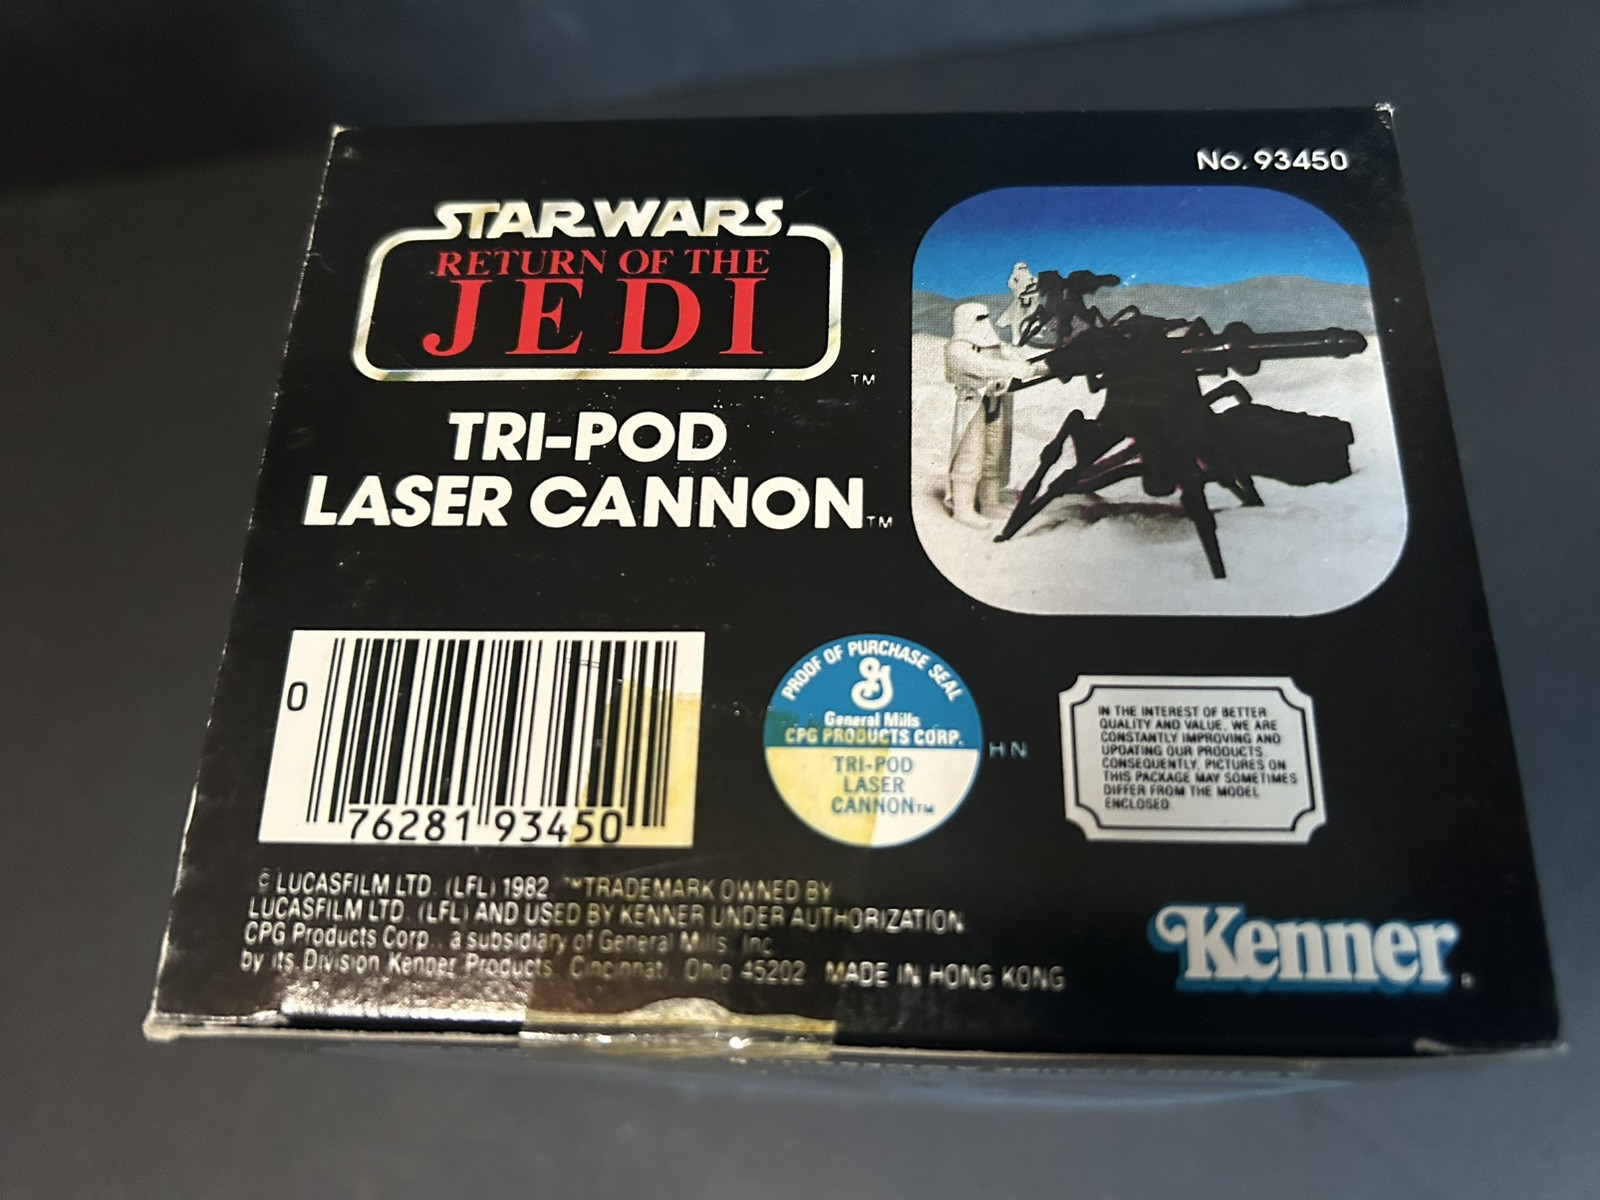 No. 93450
STAR WARS
RETURN OF THE
JEDI
TM
TRI-POD
LASER CANNON TM
0
76281 93450
PROOF OF PURCHASE SEAL
General Mills
CPG PRODUCTS CORP.
TRI-POD
LASER
CANNON TM
HN
IN THE INTEREST OF BETTER
QUALITY AND VALUE, WE ARE
CONSTANTLY IMPROVING AND
UPDATING OUR PRODUCTS.
CONSEQUENTLY, PICTURES ON
THIS PACKAGE MAY SOMETIMES
DIFFER FROM THE MODEL
ENCLOSED.
© LUCASFILM LTD. (LFL) 1982 ™TRADEMARK OWNED BY
LUCASFILM LTD. (LFL) AND USED BY KENNER UNDER AUTHORIZATION.
CPG Products Corp., a subsidiary of General Mills, Inc.
by its Division Kenner Products, Cincinnati, Ohio 45202 MADE IN HONG KONG
Kenner